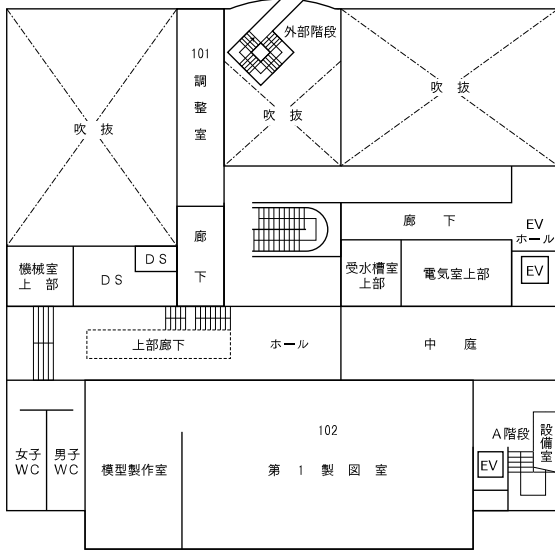 外部階段
101
調
整
室
吹 抜
吹 抜
吹 抜
廊
下
廊 下
EV
ホール
DS
機械室
上 部
DS
受水槽室
上部
電気室上部
EV
上部廊下
ホール
中 庭
女子
WC
男子
WC
模型製作室
102
第 1 製 図 室
A階段
設
備
室
EV